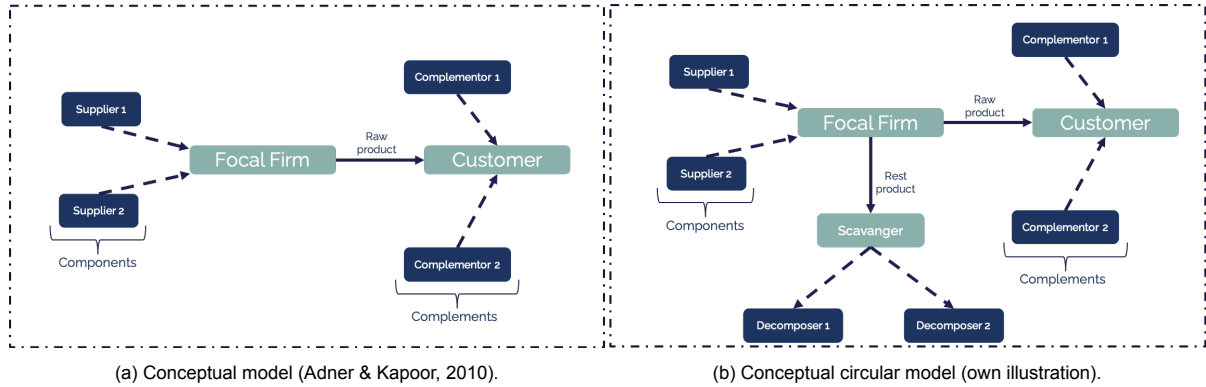 Complementor 1
Supplier 1
Raw
product
Focal Firm
Customer
Supplier 2
Components
Complementor 2
Complements
(a) Conceptual model (Adner & Kapoor, 2010).
Complementor 1
Supplier 1
Raw
product
Focal Firm
Customer
Supplier 2
Components
Rest
product
Scavanger
Complementor 2
Complements
Decomposer 1
Decomposer 2
(b) Conceptual circular model (own illustration).